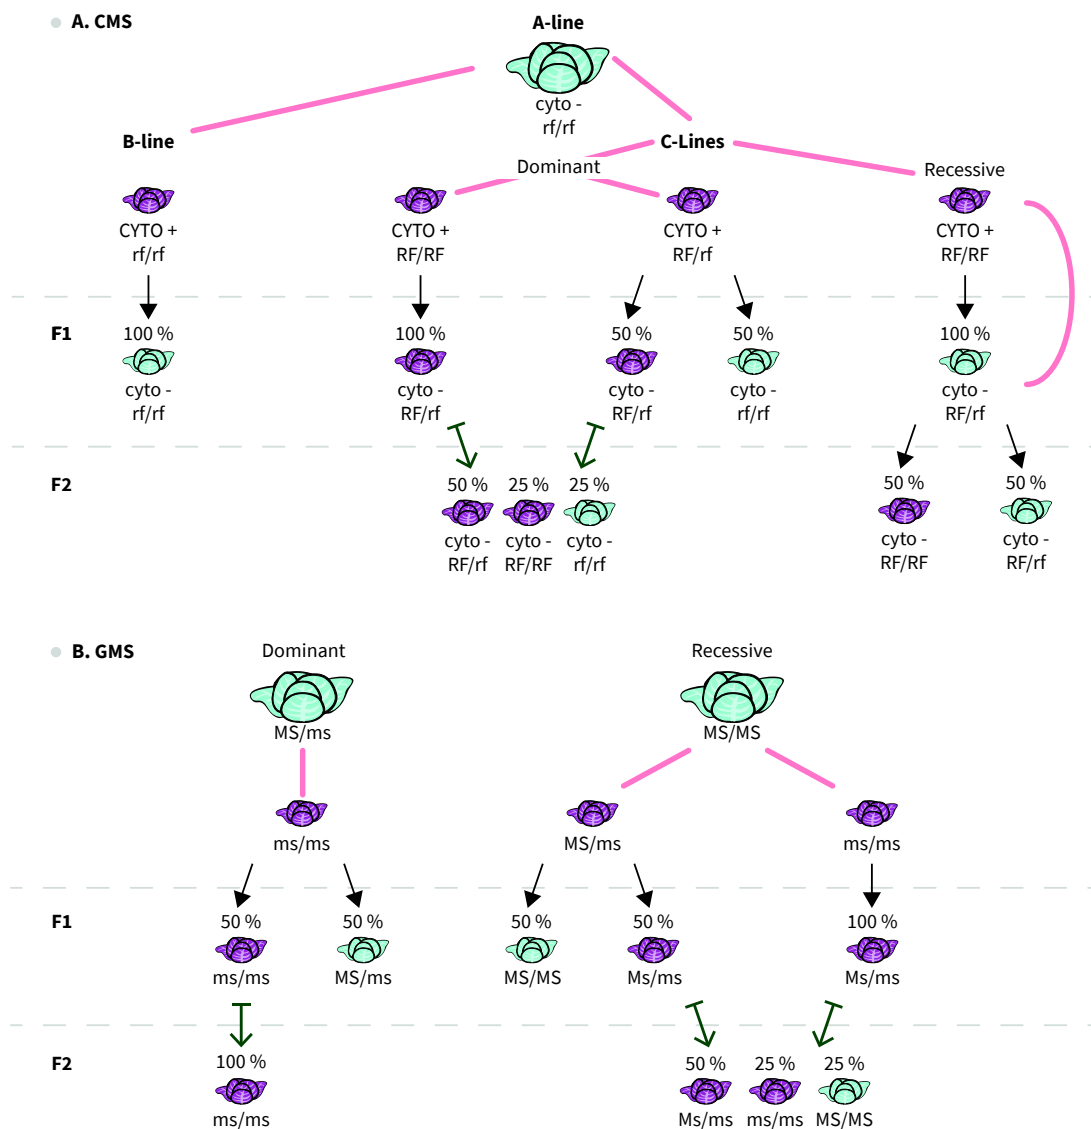 A. CMS
A-line
cyto -
rf/rf
B-line
C-Lines
Dominant
Recessive
CYTO +
rf/rf
CYTO +
RF/RF
CYTO +
RF/rf
CYTO +
RF/RF
F1
100 %
cyto -
rf/rf
100 %
cyto -
RF/rf
50 %
cyto -
RF/rf
50 %
cyto -
rf/rf
100 %
cyto -
RF/rf
F2
50 %
cyto -
RF/rf
25 %
cyto -
RF/RF
25 %
cyto -
rf/rf
50 %
cyto -
RF/RF
50 %
cyto -
RF/rf
B. GMS
Dominant
MS/ms
Recessive
MS/MS
ms/ms
MS/ms
ms/ms
F1
50 %
ms/ms
50 %
MS/ms
50 %
MS/MS
50 %
Ms/ms
100 %
Ms/ms
F2
100 %
ms/ms
50 %
Ms/ms
25 %
ms/ms
25 %
MS/MS